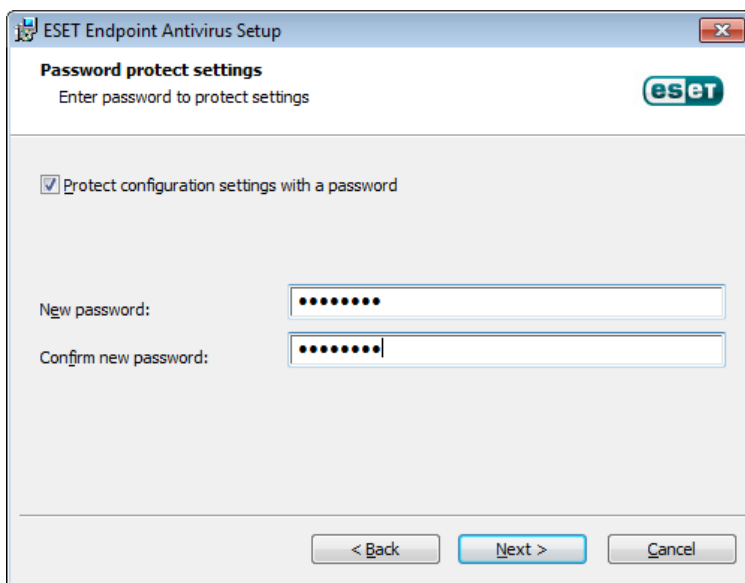 ESET Endpoint Antivirus Setup
Password protect settings
Enter password to protect settings
eseT
Protect configuration settings with a password
New password: ••••••••
Confirm new password: ••••••••
< Back Next > Cancel